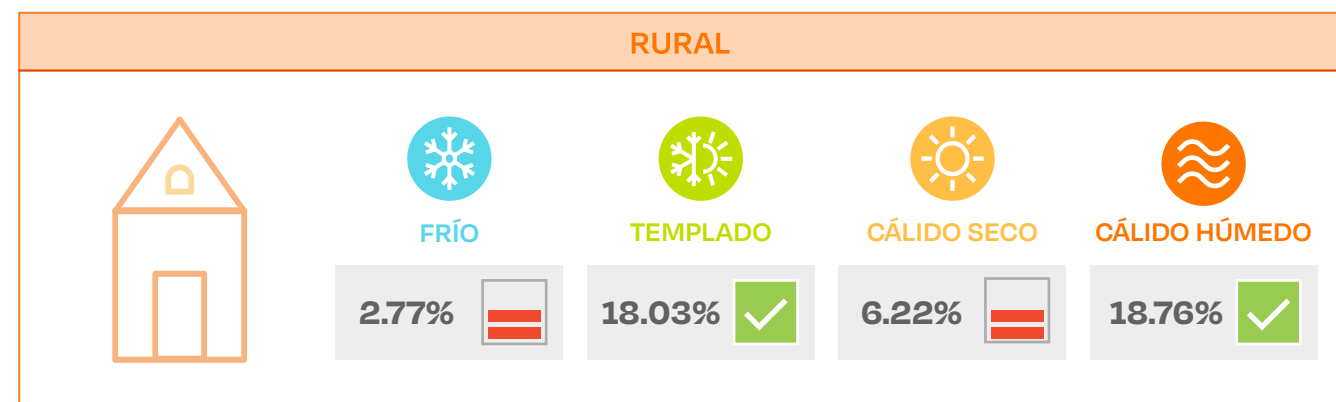 RURAL
FRÍO
TEMPLADO
CÁLIDO SECO
CÁLIDO HÚMEDO
2.77%
18.03%
6.22%
18.76%